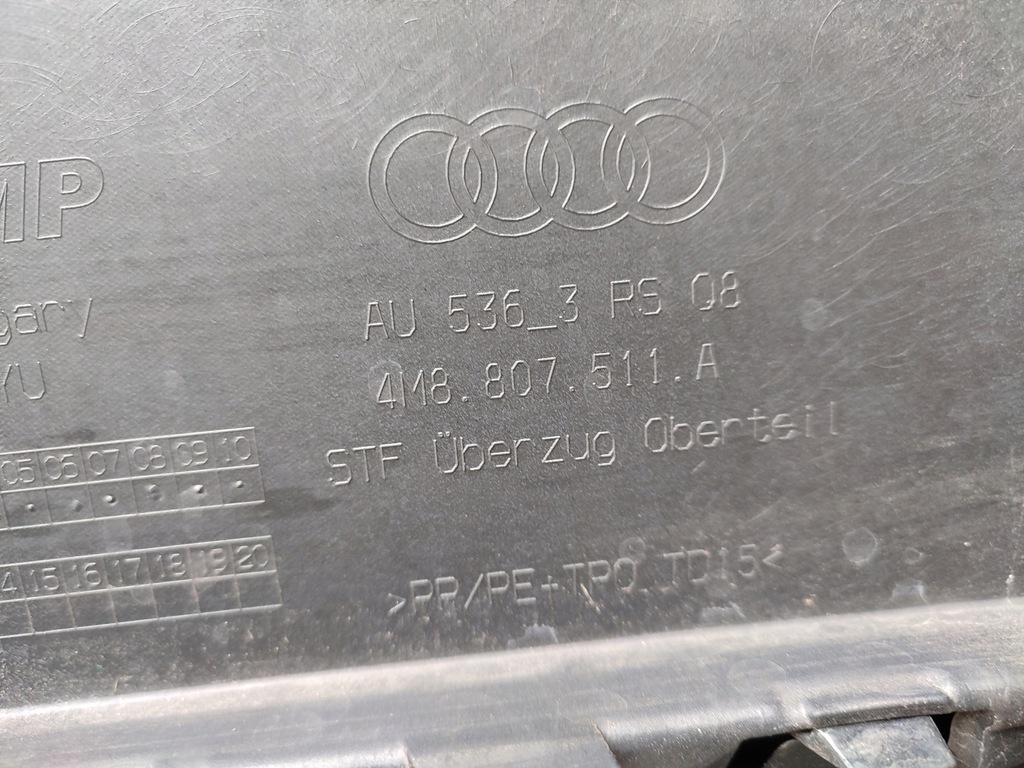 MP
gary
YU
AU 536_3 RS Q8
4M8.807.511.A
STF Überzug Oberteil
05 06 07 08 09 10
4 15 16 17 18 19 20
>PP/PE+TPO TD15<